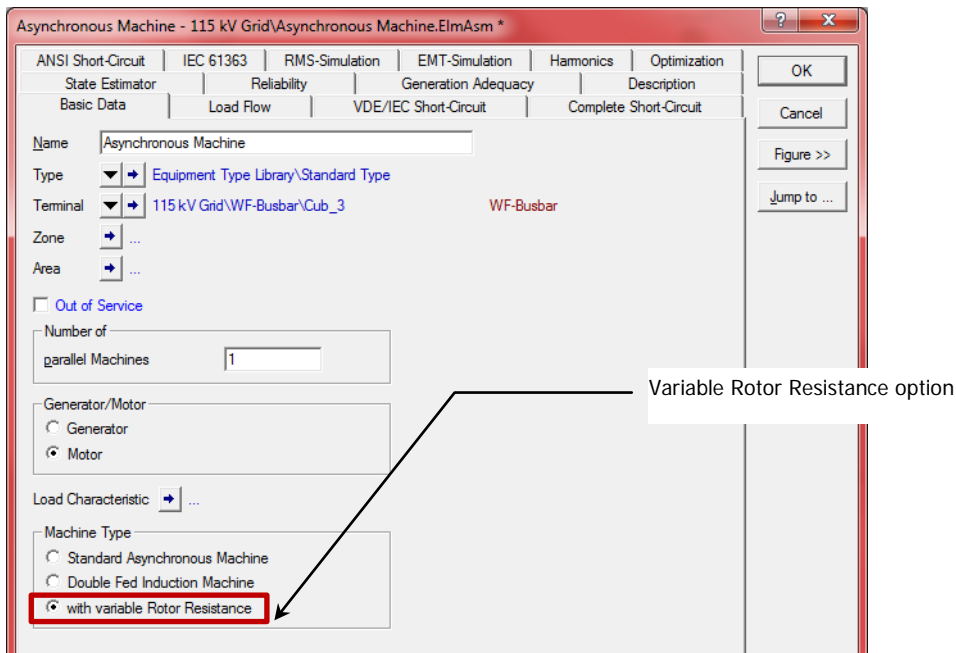 Asynchronous Machine - 115 kV Grid\Asynchronous Machine.ElmAsm *
?
X
ANSI Short-Circuit
IEC 61363
RMS-Simulation
EMT-Simulation
Harmonics
Optimization
State Estimator
Reliability
Generation Adequacy
Description
Basic Data
Load Flow
VDE/IEC Short-Circuit
Complete Short-Circuit
OK
Cancel
Figure >>
Jump to ...
Name
Asynchronous Machine
Type
Equipment Type Library\Standard Type
Terminal
115 kV Grid\WF-Busbar\Cub_3
WF-Busbar
Zone
...
Area
...
Out of Service
Number of
parallel Machines
1
Generator/Motor
Generator
Motor
Load Characteristic
...
Machine Type
Standard Asynchronous Machine
Double Fed Induction Machine
with variable Rotor Resistance
Variable Rotor Resistance option